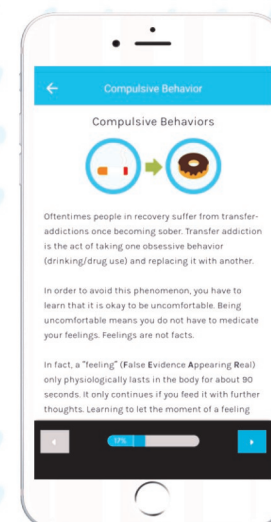 Compulsive Behavior
Compulsive Behaviors
Oftentimes people in recovery suffer from transfer-
addictions once becoming sober. Transfer addiction
is the act of taking one obsessive behavior
(drinking/drug use) and replacing it with another.
In order to avoid this phenomenon, you have to
learn that it is okay to be uncomfortable. Being
uncomfortable means you do not have to medicate
your feelings. Feelings are not facts.
In fact, a "feeling" (False Evidence Appearing Real)
only physiologically lasts in the body for about 90
seconds. It only continues if you feed it with further
thoughts. Learning to let the moment of a feeling
17%